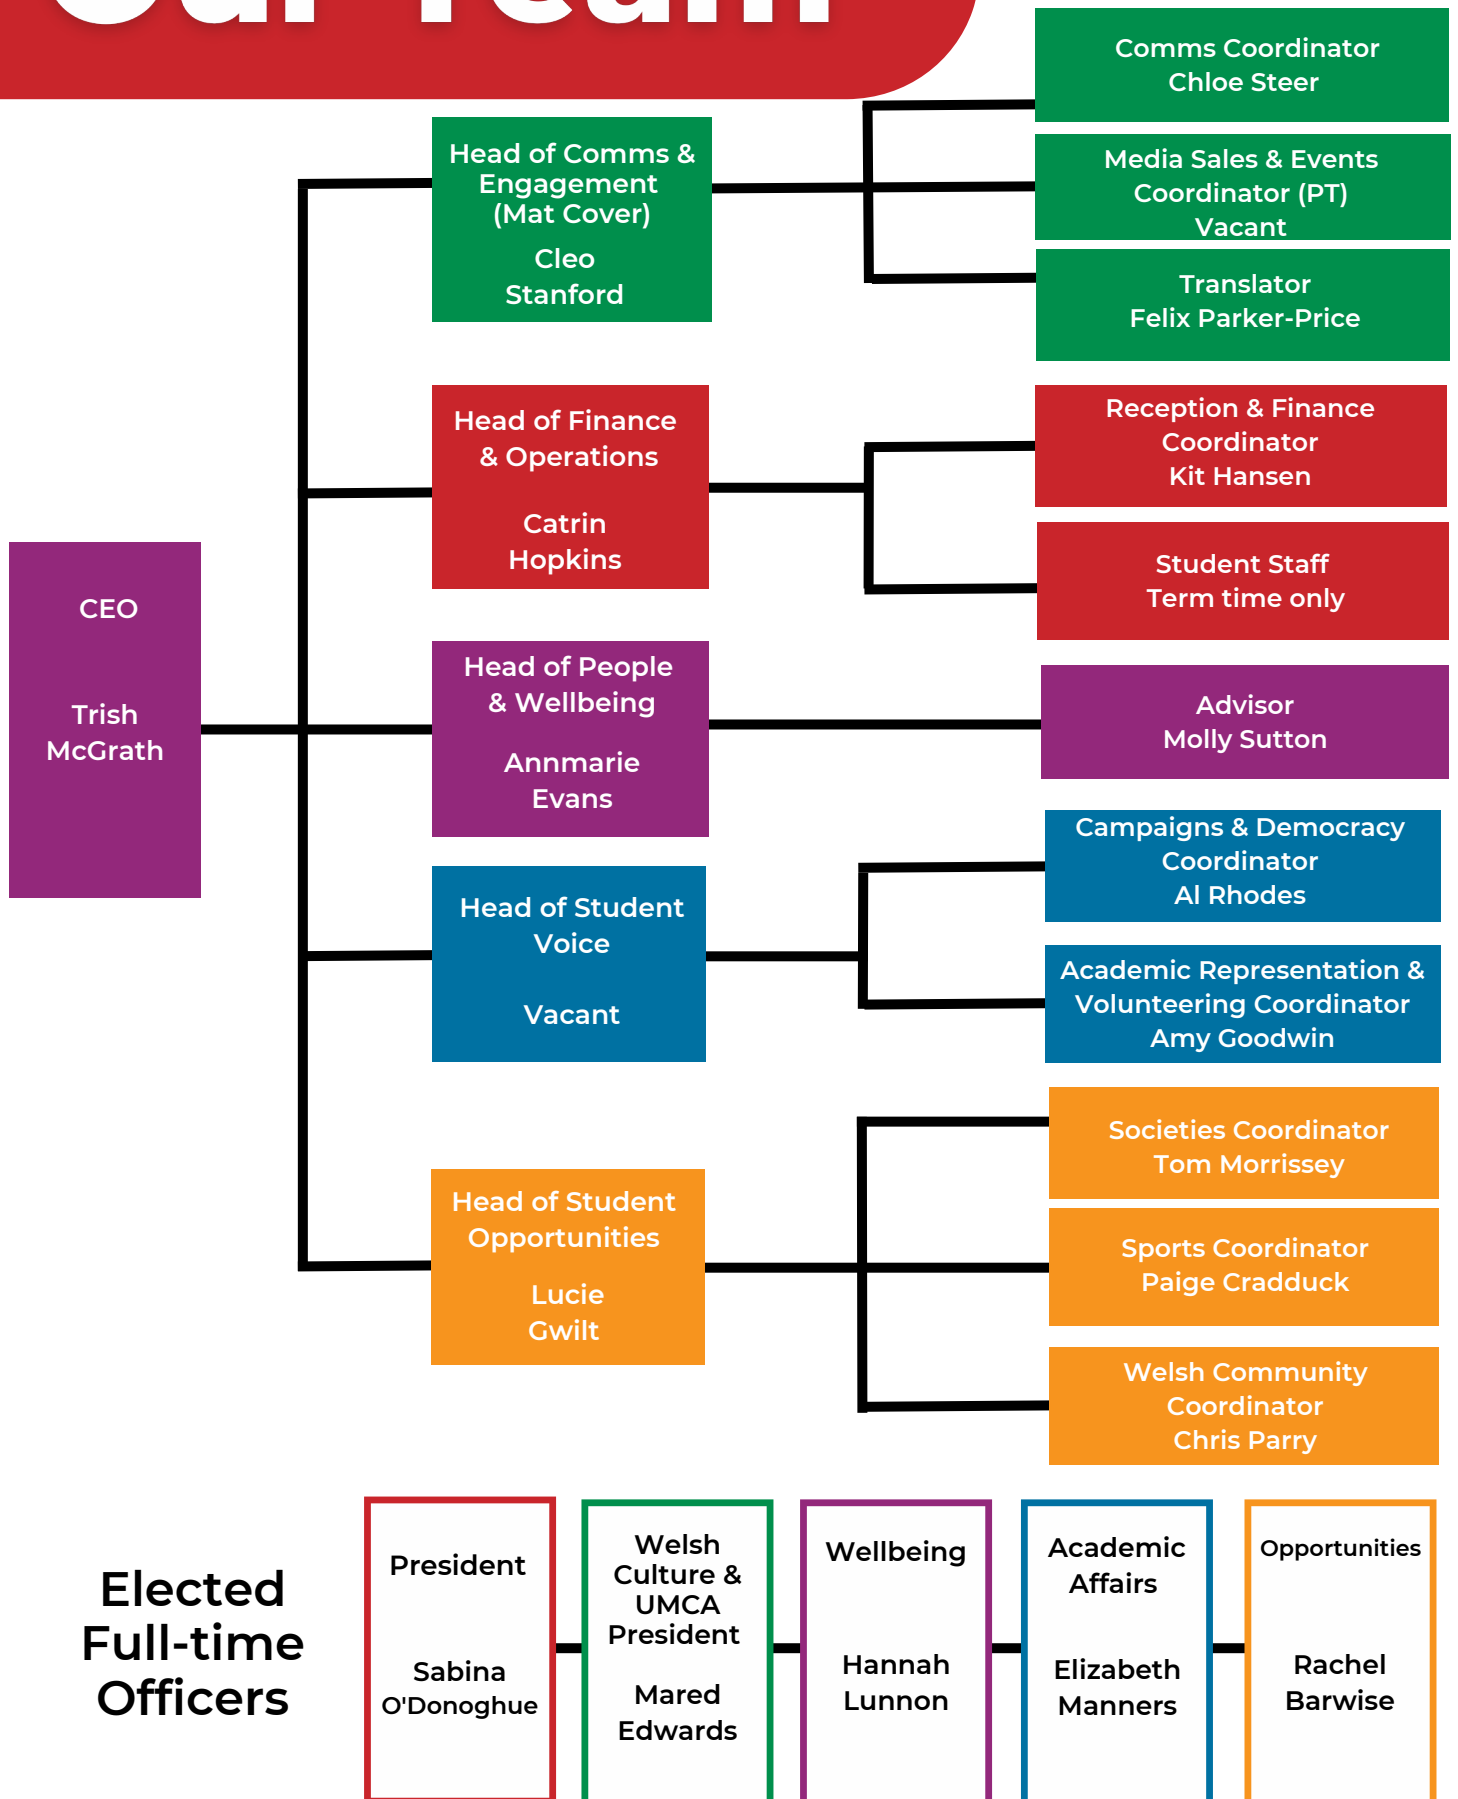 Our Team
Comms Coordinator
Chloe Steer
Media Sales & Events
Coordinator (PT)
Vacant
Translator
Felix Parker-Price
Head of Comms &
Engagement
(Mat Cover)
Cleo
Stanford
Reception & Finance
Coordinator
Kit Hansen
Student Staff
Term time only
Head of Finance
& Operations
Catrin
Hopkins
CEO
Trish
McGrath
Head of People
& Wellbeing
Annmarie
Evans
Advisor
Molly Sutton
Head of Student
Voice
Vacant
Campaigns & Democracy
Coordinator
Al Rhodes
Academic Representation &
Volunteering Coordinator
Amy Goodwin
Head of Student
Opportunities
Lucie
Gwilt
Societies Coordinator
Tom Morrissey
Sports Coordinator
Paige Cradduck
Welsh Community
Coordinator
Chris Parry
Elected
Full-time
Officers
President
Sabina
O'Donoghue
Welsh
Culture &
UMCA
President
Mared
Edwards
Wellbeing
Hannah
Lunnon
Academic
Affairs
Elizabeth
Manners
Opportunities
Rachel
Barwise